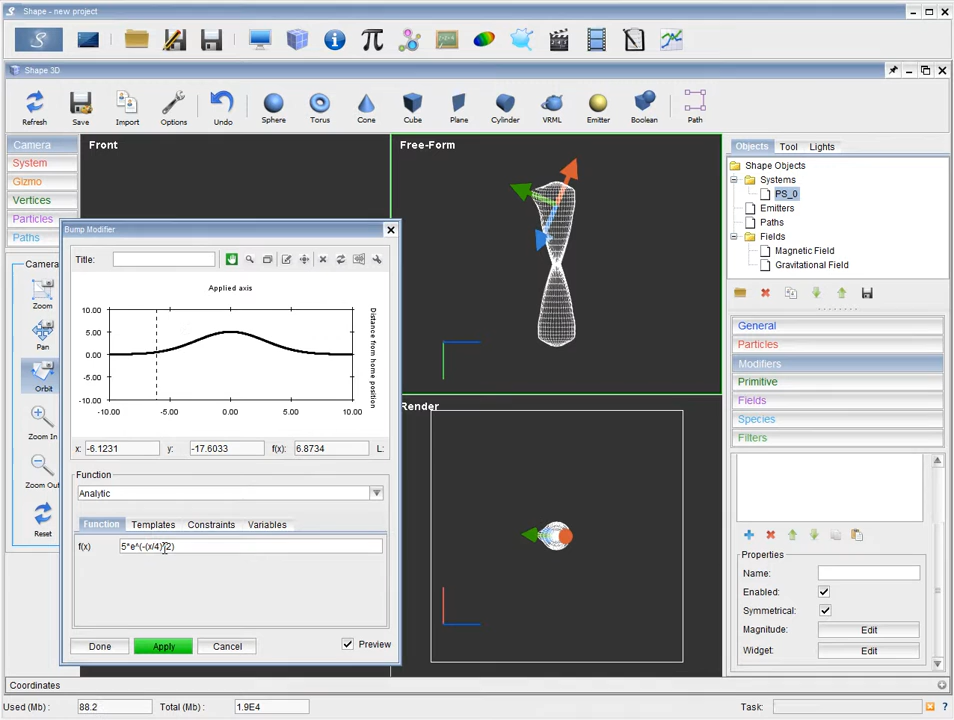 Shape - new project
Shape 3D
Refresh Save Import Options Undo Sphere Torus Cone Cube Plane Cylinder VRML Emitter Boolean Path
Camera
System
Gizmo
Vertices
Particles
Paths
Camera
Zoom
Pan
Orbit
Zoom In
Zoom Out
Reset
Front
Free-Form
Render
Bump Modifier
Title:
Applied axis
10.00
5.00
0.00
-5.00
-10.00
-10.00 -5.00 0.00 5.00 10.00
Distance from home position
x: -6.1231 y: -17.6033 f(x): 6.8734 L:
Function
Analytic
Function Templates Constraints Variables
f(x) 5*e^(-(x/4)^2)
Done Apply Cancel Preview
Objects Tool Lights
Shape Objects
Systems
PS_0
Emitters
Paths
Fields
Magnetic Field
Gravitational Field
General
Particles
Modifiers
Primitive
Fields
Species
Filters
Properties
Name:
Enabled:
Symmetrical:
Magnitude: Edit
Widget: Edit
Coordinates
Used (Mb): 88.2 Total (Mb): 1.9E4 Task: